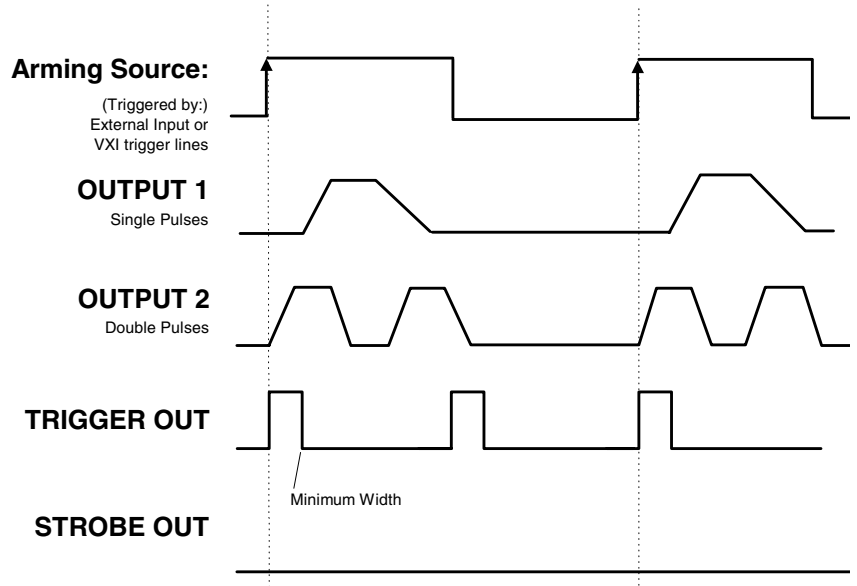 Arming Source:
(Triggered by:)
External Input or
VXI trigger lines
OUTPUT 1
Single Pulses
OUTPUT 2
Double Pulses
TRIGGER OUT
Minimum Width
STROBE OUT